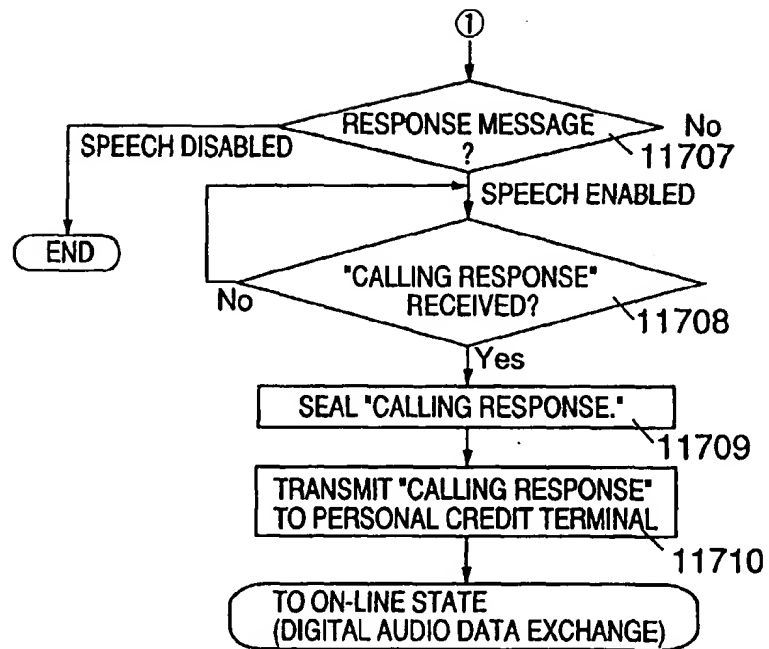 1
RESPONSE MESSAGE
?
No
11707
SPEECH DISABLED
SPEECH ENABLED
END
"CALLING RESPONSE"
RECEIVED?
No
11708
Yes
SEAL "CALLING RESPONSE."
11709
TRANSMIT "CALLING RESPONSE"
TO PERSONAL CREDIT TERMINAL
11710
TO ON-LINE STATE
(DIGITAL AUDIO DATA EXCHANGE)